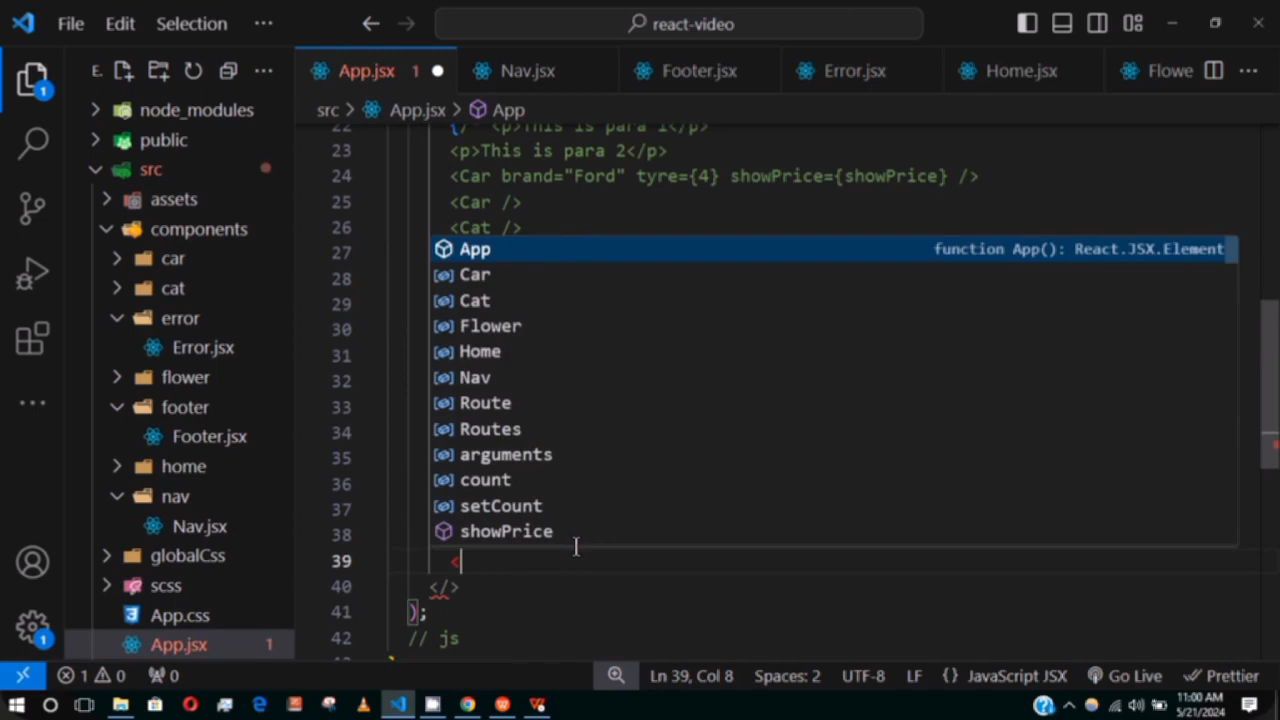 File Edit Selection ··· react-video
E. ··· App.jsx 1 Nav.jsx Footer.jsx Error.jsx Home.jsx Flowe ···
node_modules
public
src
assets
components
car
cat
error
Error.jsx
flower
footer
Footer.jsx
home
nav
Nav.jsx
globalCss
scss
App.css
App.jsx 1
src > App.jsx > App
22 <p>This is para 1</p>
23 <p>This is para 2</p>
24 <Car brand="Ford" tyre={4} showPrice={showPrice} />
25 <Car />
26 <Cat />
27 App function App(): React.JSX.Element
28 Car
29 Cat
30 Flower
31 Home
32 Nav
33 Route
34 Routes
35 arguments
36 count
37 setCount
38 showPrice
39 <
40 </>
41 );
42 // js
1 0 0 Ln 39, Col 8 Spaces: 2 UTF-8 LF {} JavaScript JSX Go Live Prettier
11:00 AM
5/21/2024